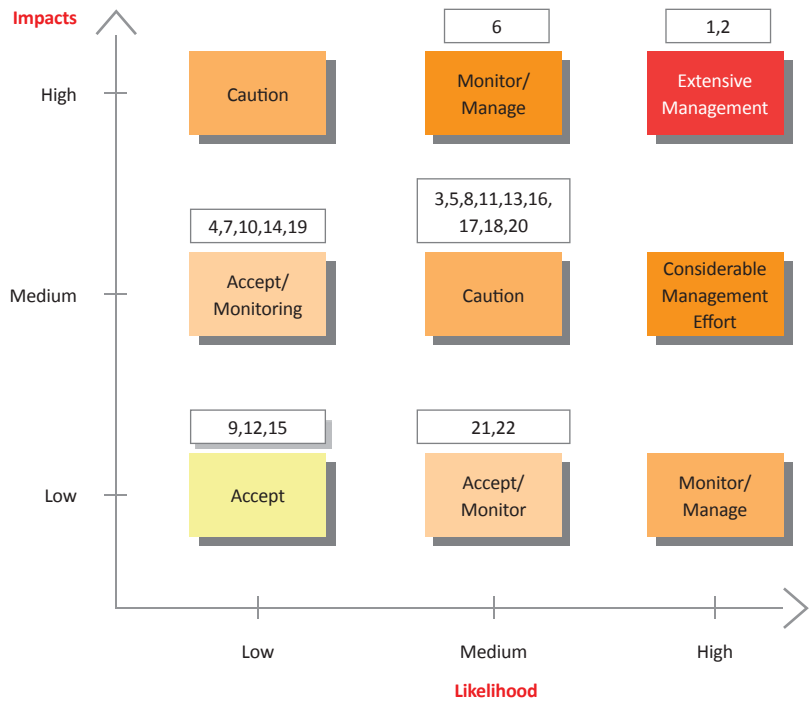 Impacts
6
1,2
High
Caution
Monitor/
Manage
Extensive
Management
4,7,10,14,19
3,5,8,11,13,16,
17,18,20
Medium
Accept/
Monitoring
Caution
Considerable
Management
Effort
9,12,15
21,22
Low
Accept
Accept/
Monitor
Monitor/
Manage
Low
Medium
High
Likelihood